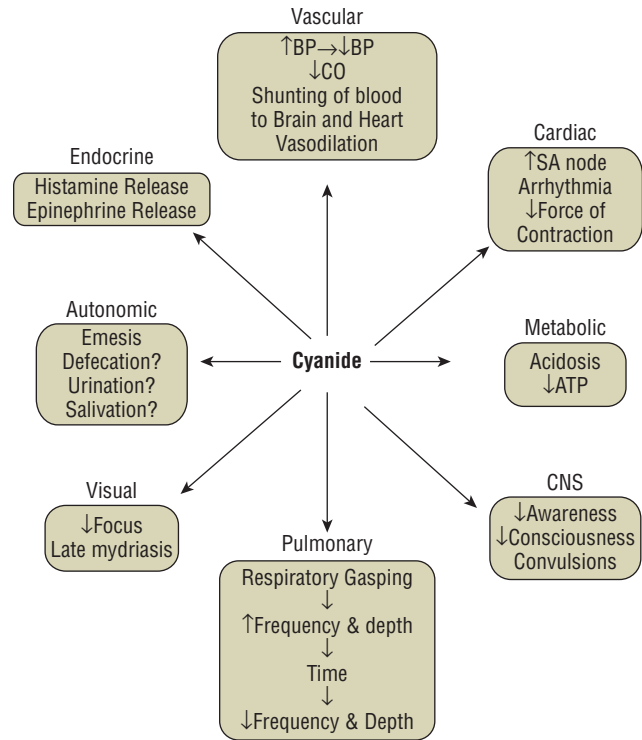 Vascular
↑BP→↓BP
↓CO
Shunting of blood
to Brain and Heart
Vasodilation
Endocrine
Histamine Release
Epinephrine Release
Cardiac
↑SA node
Arrhythmia
↓Force of
Contraction
Autonomic
Emesis
Defecation?
Urination?
Salivation?
Cyanide
Metabolic
Acidosis
↓ATP
Visual
↓Focus
Late mydriasis
Pulmonary
Respiratory Gasping
↓
↑Frequency & depth
↓
Time
↓
↓Frequency & Depth
CNS
↓Awareness
↓Consciousness
Convulsions